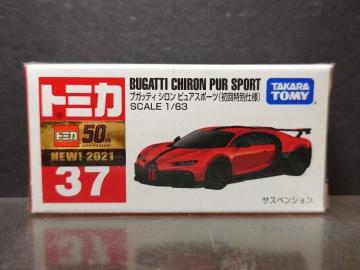 トミカ
BUGATTI CHIRON PUR SPORT
ブガッティ シロン ピュアスポーツ(初回特別仕様)
SCALE 1/63
TAKARA
TOMY
トミカ 50th
ANNIVERSARY
NEW! 2021
37
16
サスペンション